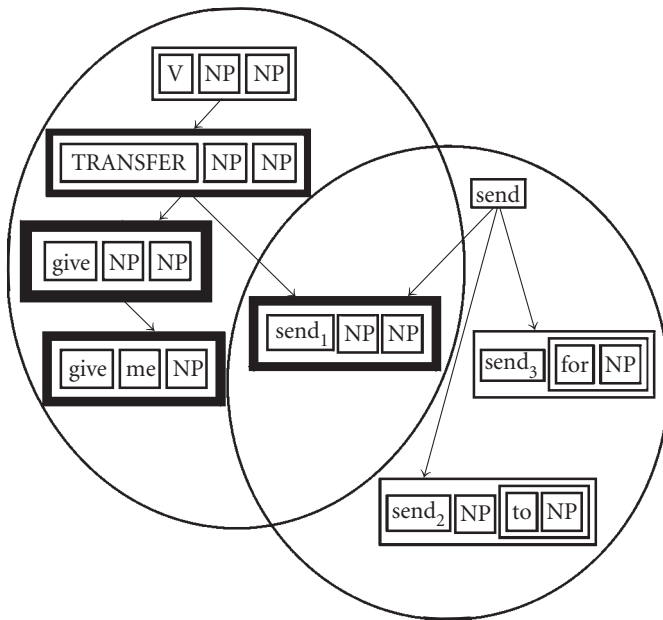 V NP NP
TRANSFER NP NP
send
give NP NP
send₁ NP NP
give me NP
send₃ for NP
send₂ NP to NP